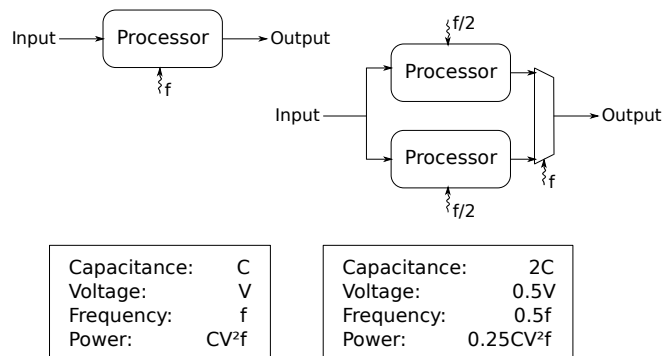 Input
Processor
Output
f
f/2
Processor
Input
Output
Processor
f
f/2
Capacitance: C
Voltage: V
Frequency: f
Power: CV²f
Capacitance: 2C
Voltage: 0.5V
Frequency: 0.5f
Power: 0.25CV²f